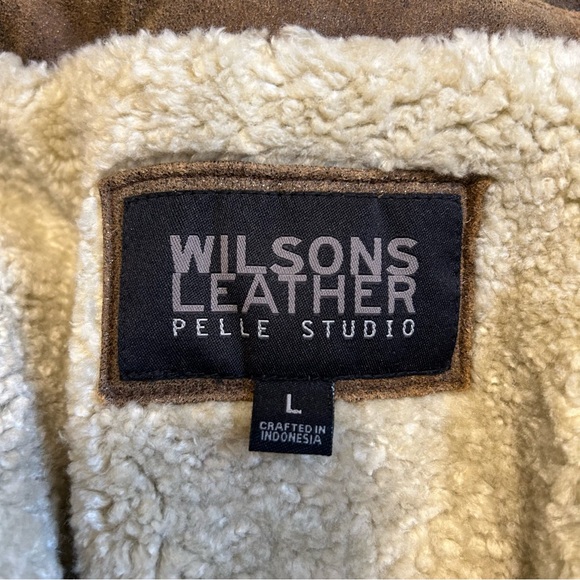 WILSONS
LEATHER
PELLE STUDIO
L
CRAFTED IN
INDONESIA